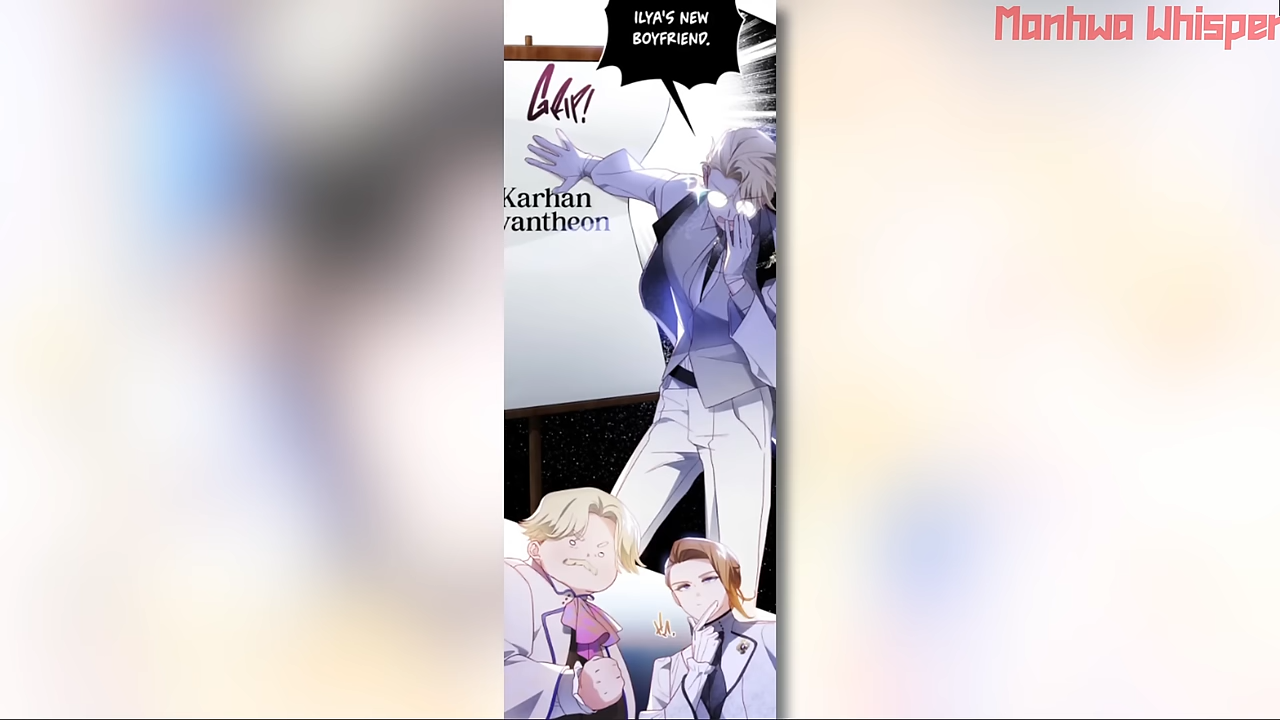 Manhwa Whisper
ILYA'S NEW
BOYFRIEND.
GRIP!
Karhan
vantheon